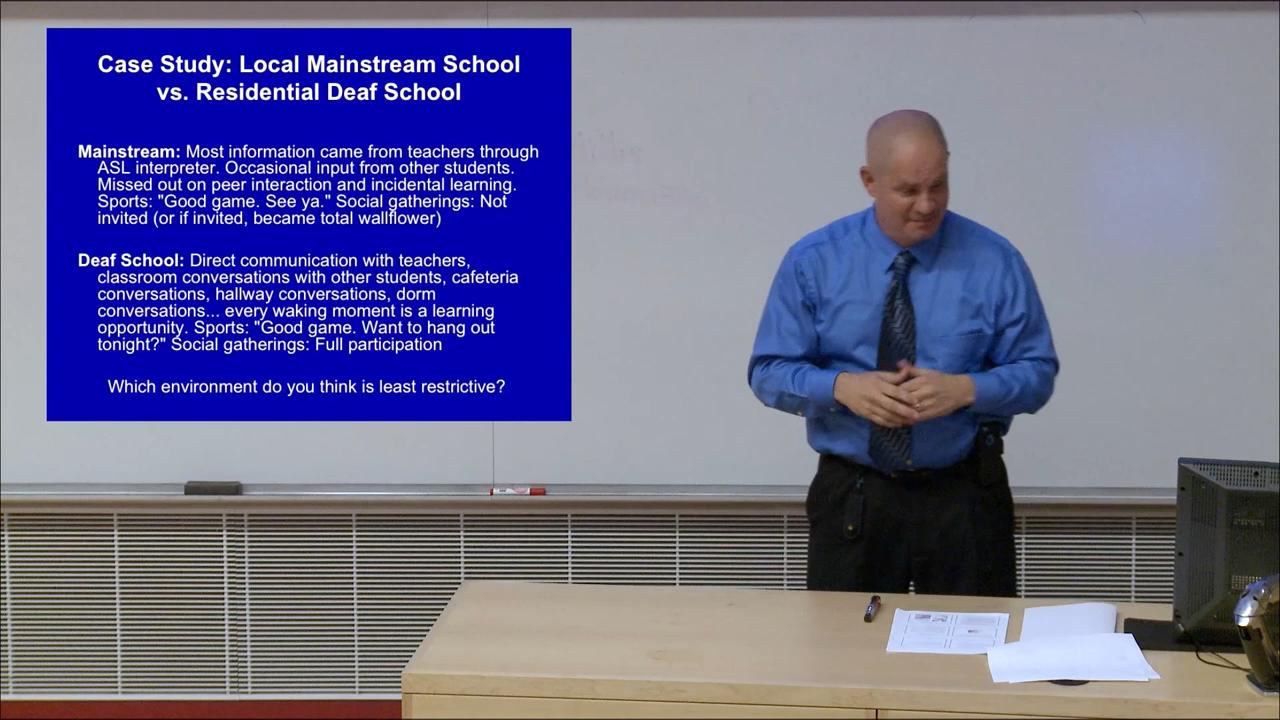 Case Study: Local Mainstream School
vs. Residential Deaf School
Mainstream: Most information came from teachers through
ASL interpreter. Occasional input from other students.
Missed out on peer interaction and incidental learning.
Sports: "Good game. See ya." Social gatherings: Not
invited (or if invited, became total wallflower)
Deaf School: Direct communication with teachers,
classroom conversations with other students, cafeteria
conversations, hallway conversations, dorm
conversations... every waking moment is a learning
opportunity. Sports: "Good game. Want to hang out
tonight?" Social gatherings: Full participation
Which environment do you think is least restrictive?